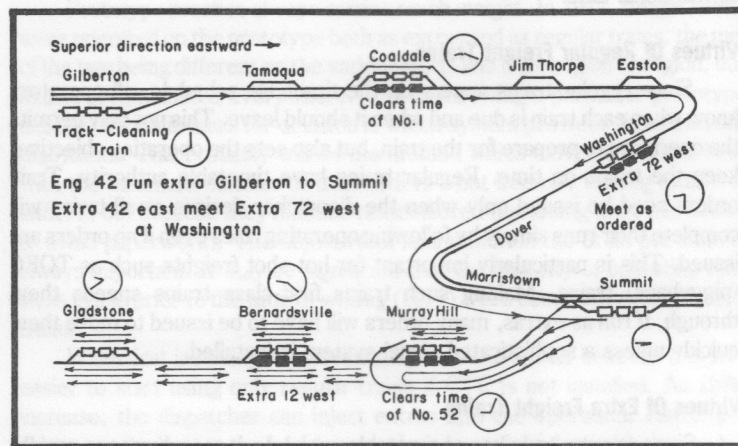 Superior direction eastward →
Gilberton
Tamaqua
Coaldale
Jim Thorpe
Easton
Clears time
of No. 1
Track-Cleaning
Train
Washington
Extra 72 west
Meet as
ordered
Eng 42 run extra Gilberton to Summit
Extra 42 east meet Extra 72 west
at Washington
Dover
Morristown
Summit
Gladstone
Bernardsville
Murray Hill
Extra 12 west
Clears time
of No. 52